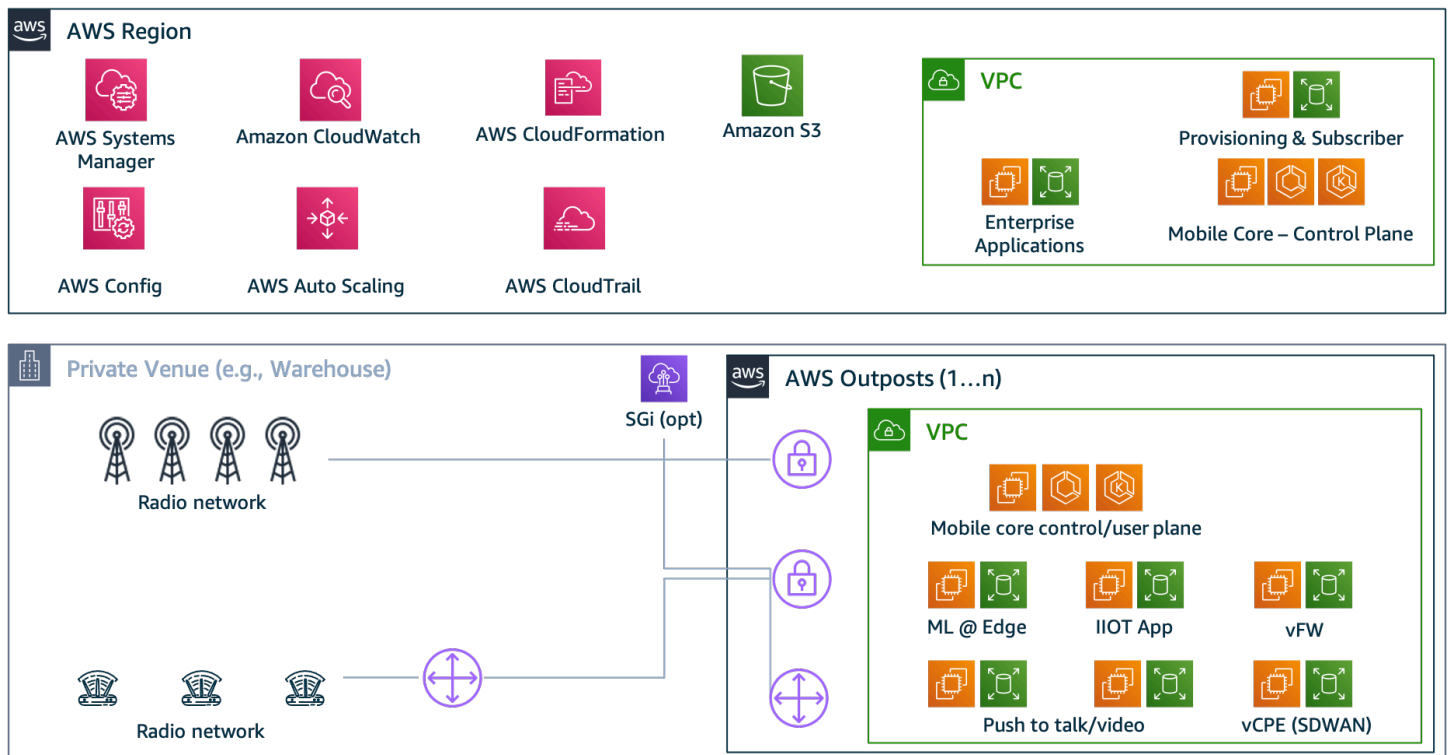 aws
AWS Region
AWS Systems
Manager
Amazon CloudWatch
AWS CloudFormation
Amazon S3
AWS Config
AWS Auto Scaling
AWS CloudTrail
VPC
Provisioning & Subscriber
Enterprise
Applications
K
Mobile Core – Control Plane
Private Venue (e.g., Warehouse)
SGi (opt)
aws
AWS Outposts (1...n)
Radio network
VPC
K
Mobile core control/user plane
ML @ Edge
IIOT App
vFW
Radio network
Push to talk/video
vCPE (SDWAN)